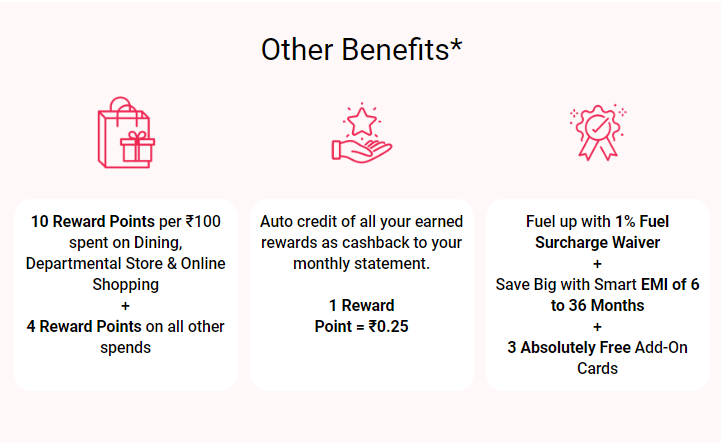 Other Benefits*
10 Reward Points per ₹100
spent on Dining,
Departmental Store & Online
Shopping
+
4 Reward Points on all other
spends
Auto credit of all your earned
rewards as cashback to your
monthly statement.
1 Reward
Point = ₹0.25
Fuel up with 1% Fuel
Surcharge Waiver
+
Save Big with Smart EMI of 6
to 36 Months
+
3 Absolutely Free Add-On
Cards